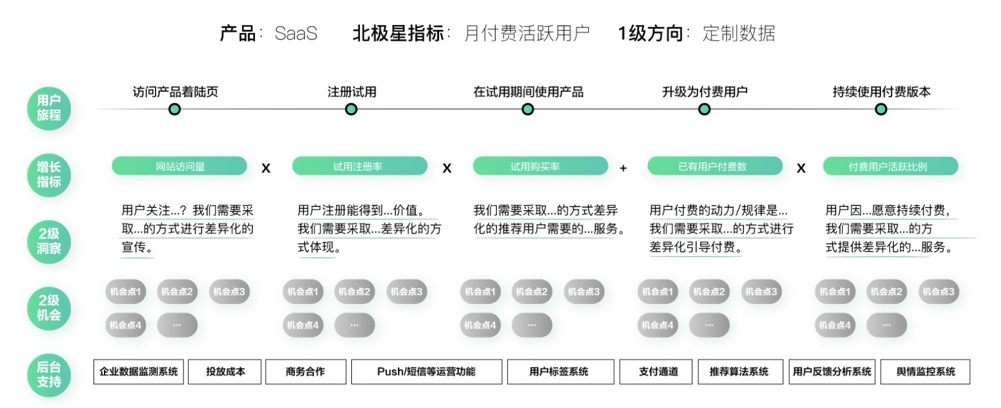 产品：SaaS 北极星指标：月付费活跃用户 1级方向：定制数据
用户
旅程
访问产品着陆页
注册试用
在试用期间使用产品
升级为付费用户
持续使用付费版本
增长
指标
网站访问量
X
试用注册率
X
试用购买率
+
已有用户付费数
X
付费用户活跃比例
2级
洞察
用户关注...？我们需要采
取...的方式进行差异化的
宣传。
用户注册能得到...价值。
我们需要采取...差异化的方
式体现。
我们需要采取...的方式差异
化的推荐用户需要的...服务。
用户付费的动力/规律是...
我们需要采取...的方式进行
差异化引导付费。
用户因...愿意持续付费，
我们需要采取...的方
式提供差异化的...服务。
2级
机会
机会点1 机会点2 机会点3
机会点4 ...
机会点1 机会点2 机会点3
机会点4 ...
机会点1 机会点2 机会点3
机会点4 ...
机会点1 机会点2 机会点3
机会点4 ...
机会点1 机会点2 机会点3
机会点4 ...
后台
支持
企业数据监测系统
投放成本
商务合作
Push/短信等运营功能
用户标签系统
支付通道
推荐算法系统
用户反馈分析系统
舆情监控系统